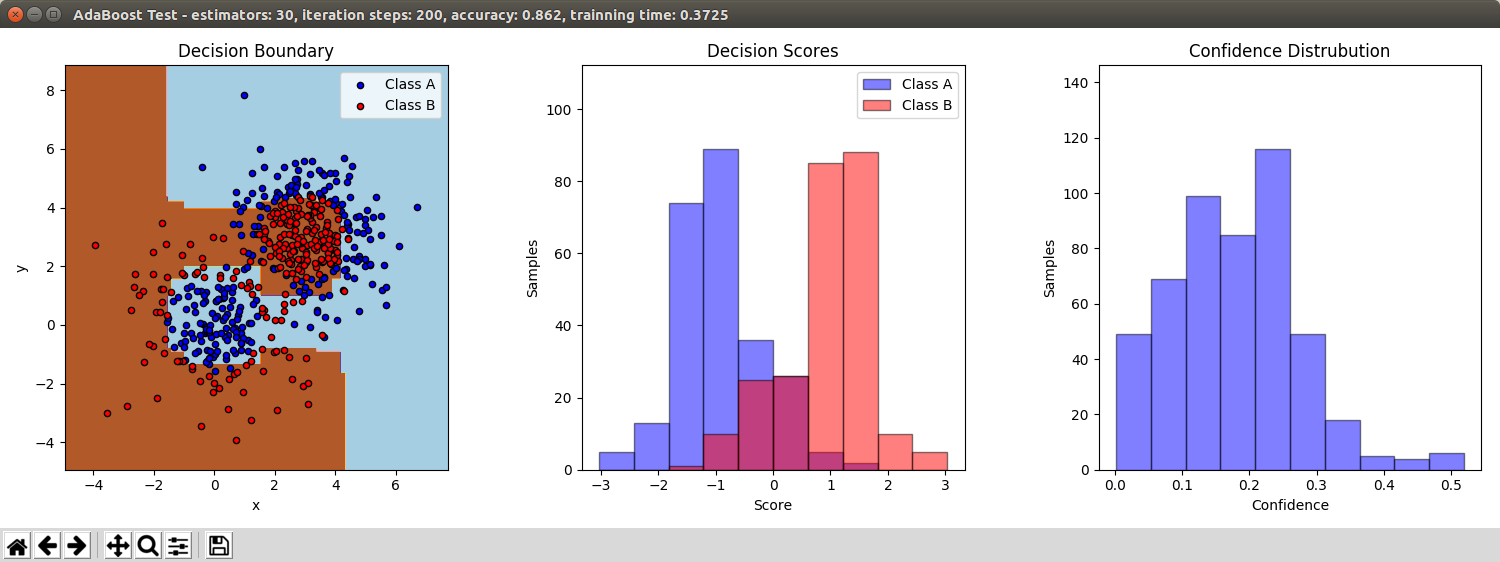 AdaBoost Test - estimators: 30, iteration steps: 200, accuracy: 0.862, trainning time: 0.3725
Decision Boundary
Class A
Class B
8
6
4
2
0
−2
−4
y
−4 −2 0 2 4 6
x
Decision Scores
Class A
Class B
100
80
60
40
20
0
Samples
−3 −2 −1 0 1 2 3
Score
Confidence Distrubution
140
120
100
80
60
40
20
0
Samples
0.0 0.1 0.2 0.3 0.4 0.5
Confidence